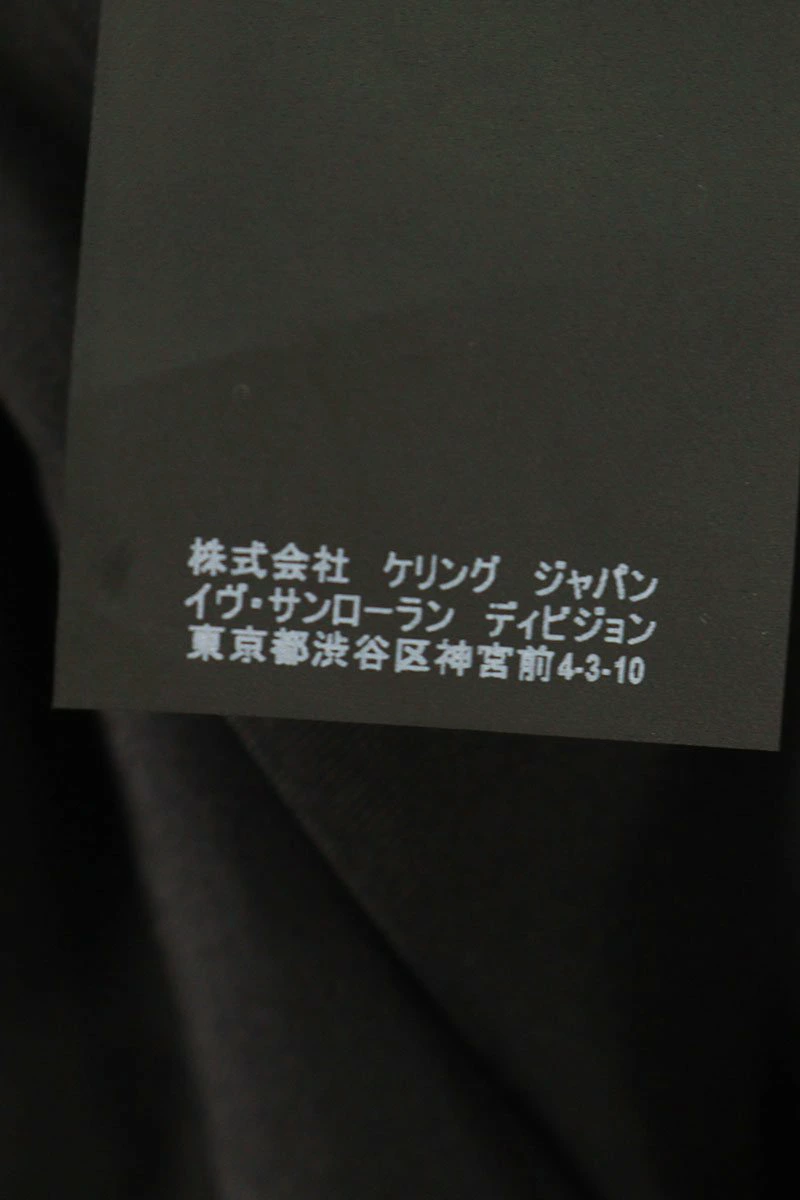 株式会社　ケリング　ジャパン
イヴ・サンローラン　ディビジョン
東京都渋谷区神宮前4-3-10